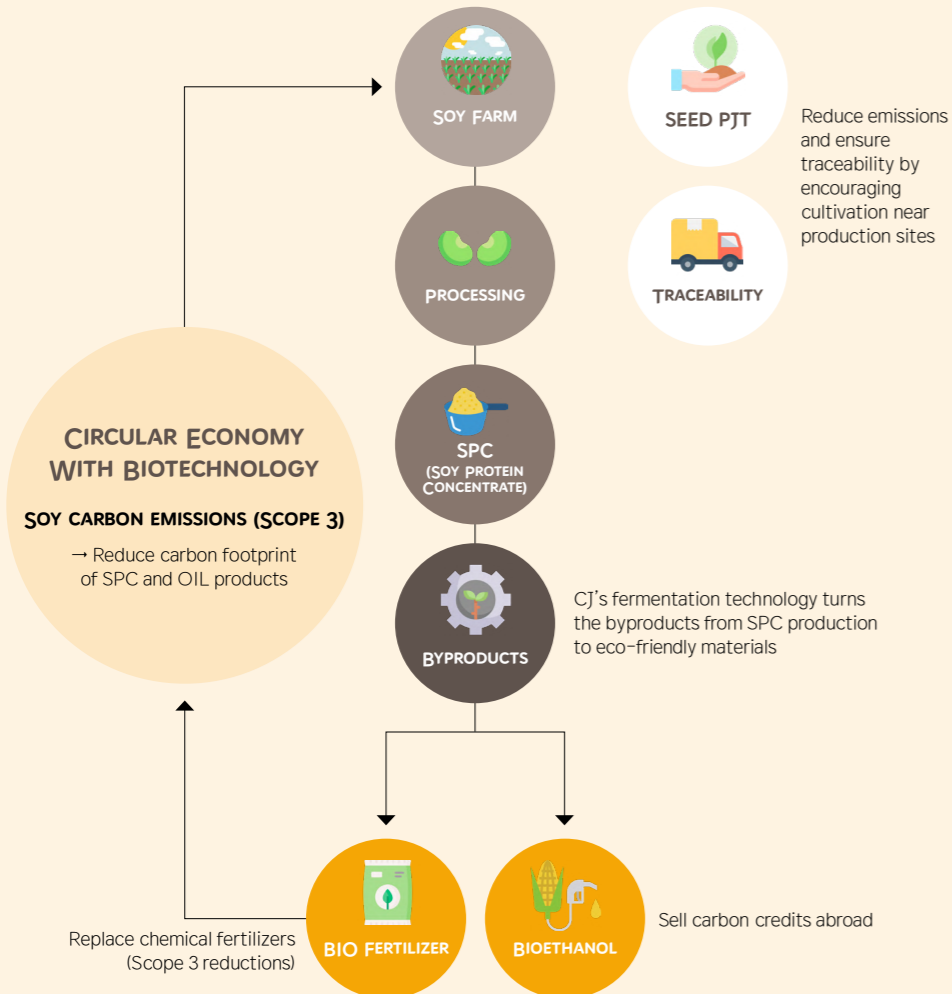 Soy Farm
SEED PJT
Reduce emissions
and ensure
traceability by
encouraging
cultivation near
production sites
Processing
Traceability
Circular Economy
With Biotechnology
Soy carbon emissions (Scope 3)
→ Reduce carbon footprint
of SPC and OIL products
SPC
(Soy Protein
Concentrate)
Byproducts
CJ's fermentation technology turns
the byproducts from SPC production
to eco-friendly materials
Replace chemical fertilizers
(Scope 3 reductions)
Bio Fertilizer
Bioethanol
Sell carbon credits abroad